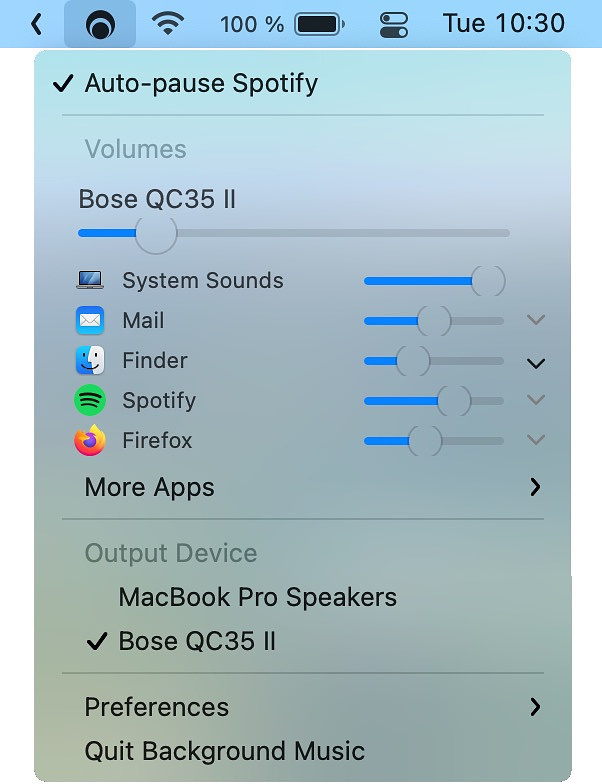 100 %
Tue 10:30
Auto-pause Spotify
Volumes
Bose QC35 II
System Sounds
Mail
Finder
Spotify
Firefox
More Apps
Output Device
MacBook Pro Speakers
Bose QC35 II
Preferences
Quit Background Music